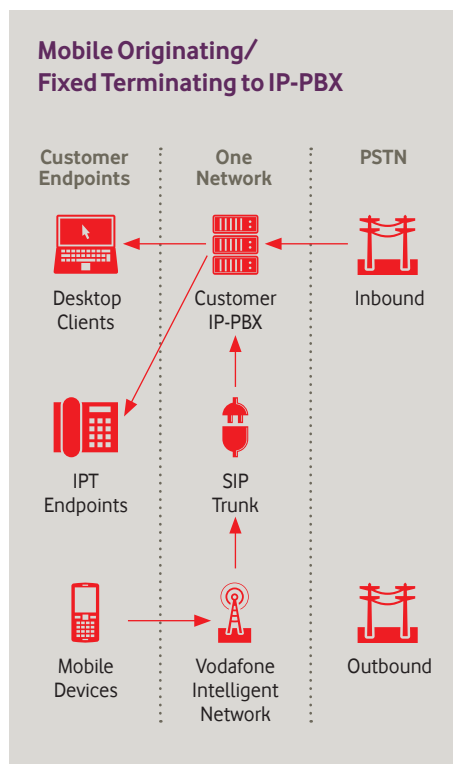 Mobile Originating/
Fixed Terminating to IP-PBX
Customer
Endpoints
One
Network
PSTN
Desktop
Clients
Customer
IP-PBX
Inbound
IPT
Endpoints
SIP
Trunk
Mobile
Devices
Vodafone
Intelligent
Network
Outbound